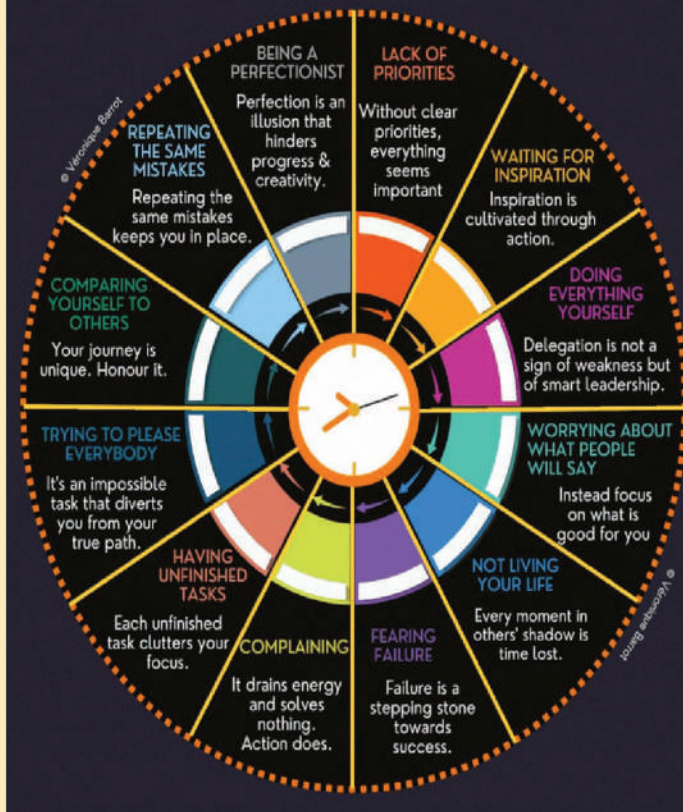 LACK OF
PRIORITIES
Without clear
priorities,
everything
seems
important
WAITING FOR
INSPIRATION
Inspiration is
cultivated through
action.
DOING
EVERYTHING
YOURSELF
Delegation is not a
sign of weakness but
of smart leadership.
WORRYING ABOUT
WHAT PEOPLE
WILL SAY
Instead focus
on what is
good for you
NOT LIVING
YOUR LIFE
Every moment in
others' shadow is
time lost.
FEARING
FAILURE
Failure is a
stepping stone
towards
success.
COMPLAINING
It drains energy
and solves
nothing.
Action does.
HAVING
UNFINISHED
TASKS
Each unfinished
task clutters your
focus.
TRYING TO PLEASE
EVERYBODY
It's an impossible
task that diverts
you from your
true path.
COMPARING
YOURSELF TO
OTHERS
Your journey is
unique. Honour it.
REPEATING
THE SAME
MISTAKES
Repeating the
same mistakes
keeps you in place.
BEING A
PERFECTIONIST
Perfection is an
illusion that
hinders
progress &
creativity.
© Véronique Barrot
© Véronique Barrot